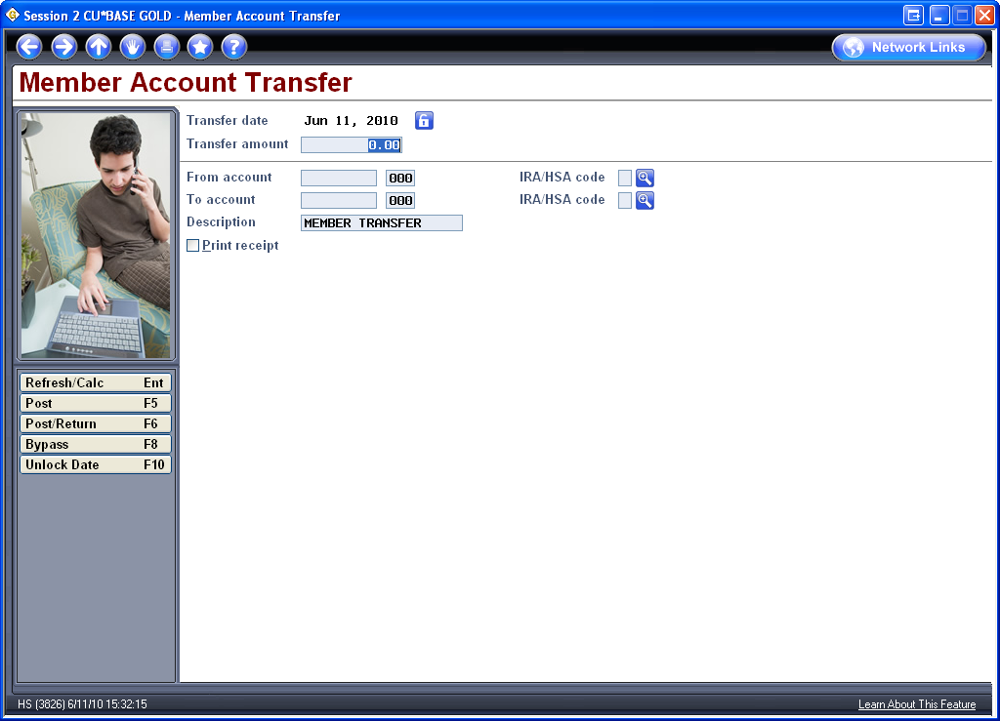 Session 2 CU*BASE GOLD - Member Account Transfer
Network Links
Member Account Transfer
Transfer date Jun 11, 2010
Transfer amount 0.00
From account 000 IRA/HSA code
To account 000 IRA/HSA code
Description MEMBER TRANSFER
Print receipt
Refresh/Calc Ent
Post F5
Post/Return F6
Bypass F8
Unlock Date F10
HS (3826) 6/11/10 15:32:15 Learn About This Feature